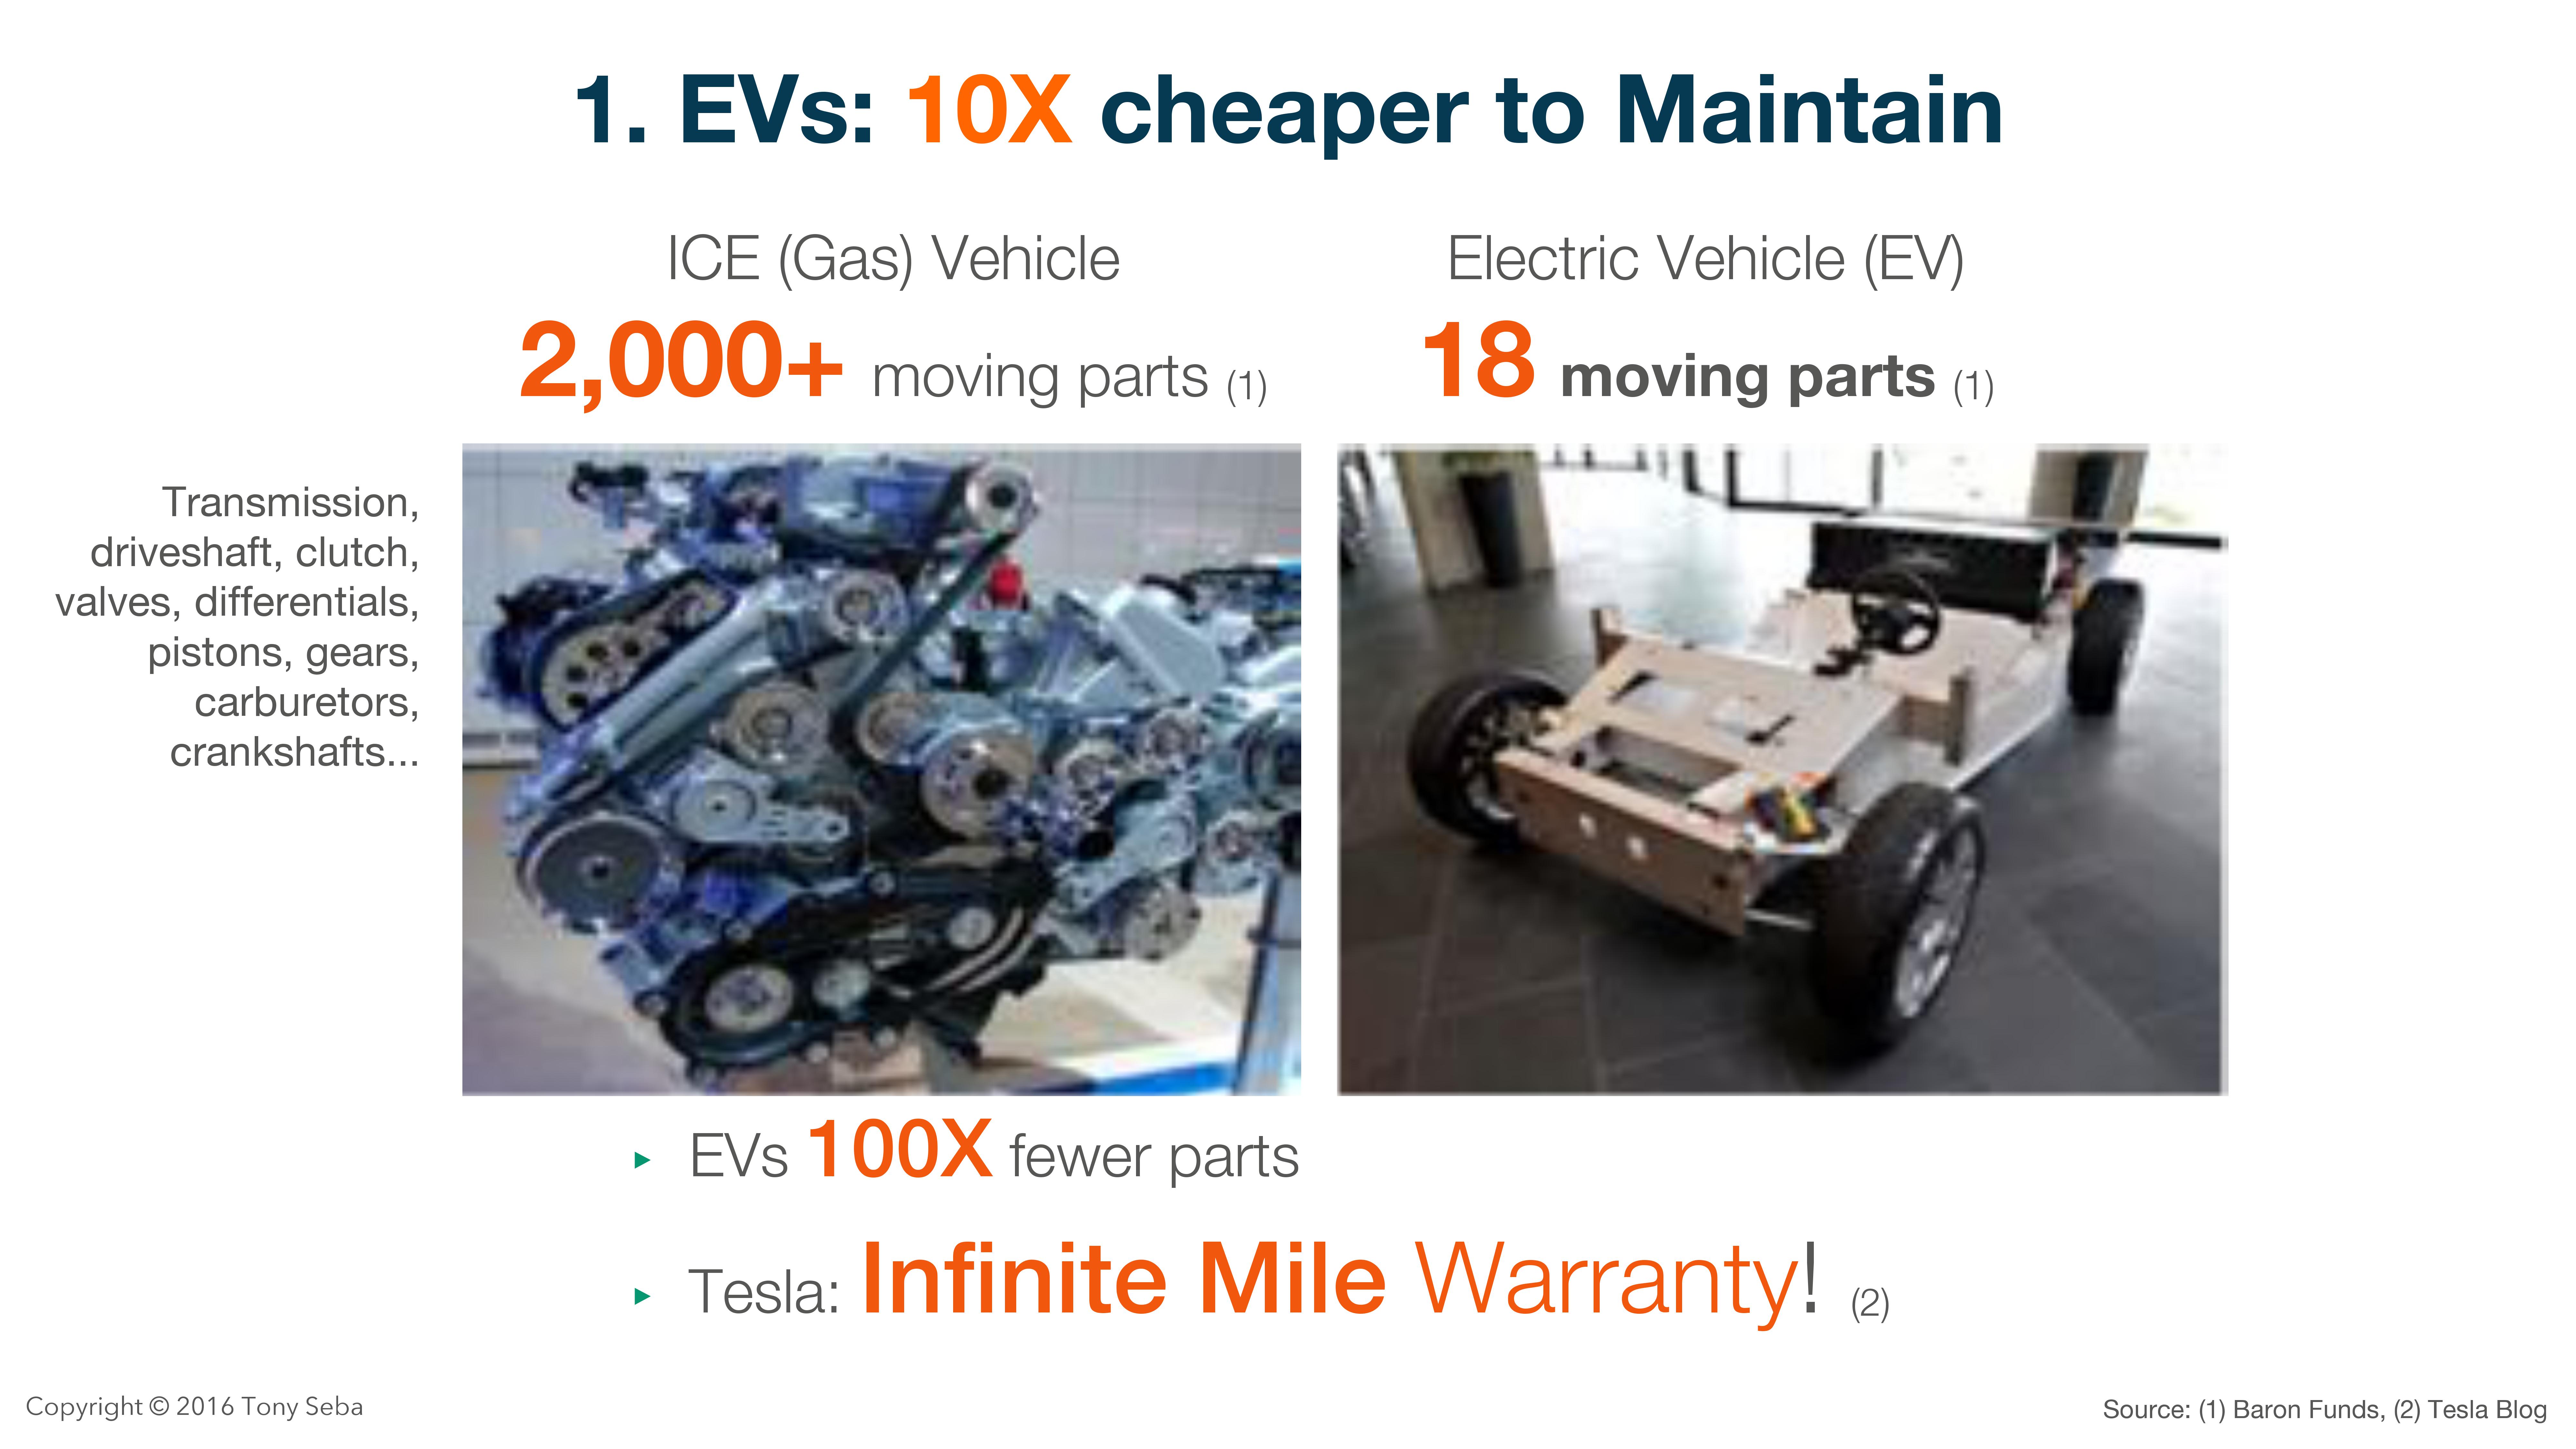 1. EVs: 10X cheaper to Maintain
ICE (Gas) Vehicle
2,000+ moving parts (1)
Electric Vehicle (EV)
18 moving parts (1)
Transmission,
driveshaft, clutch,
valves, differentials,
pistons, gears,
carburetors,
crankshafts...
▸ EVs 100X fewer parts
▸ Tesla: Infinite Mile Warranty! (2)
Copyright © 2016 Tony Seba
Source: (1) Baron Funds, (2) Tesla Blog